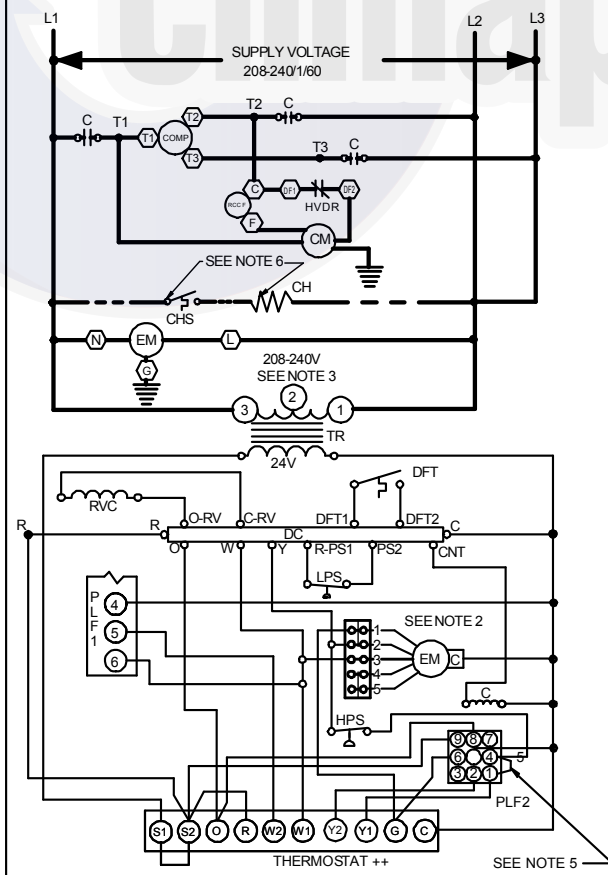 L1
L2
L3
SUPPLY VOLTAGE
208-240/1/60
C
T1
T1
COMP
T2
T2
C
T3
T3
C
C
DF1
HVDR
DF2
RCC F
F
CM
SEE NOTE 6
CHS
CH
N
EM
L
G
208-240V
SEE NOTE 3
3
2
1
TR
24V
RVC
DFT
O-RV
C-RV
DFT1
DFT2
R
R
DC
C
O
W
Y
R-PS1
PS2
CNT
LPS
PLF1
4
5
6
1
2
3
4
5
SEE NOTE 2
EM
C
C
HPS
9
8
7
6
4
5
3
2
1
PLF2
S1
S2
O
R
W2
W1
Y2
Y1
G
C
THERMOSTAT ++
SEE NOTE 5